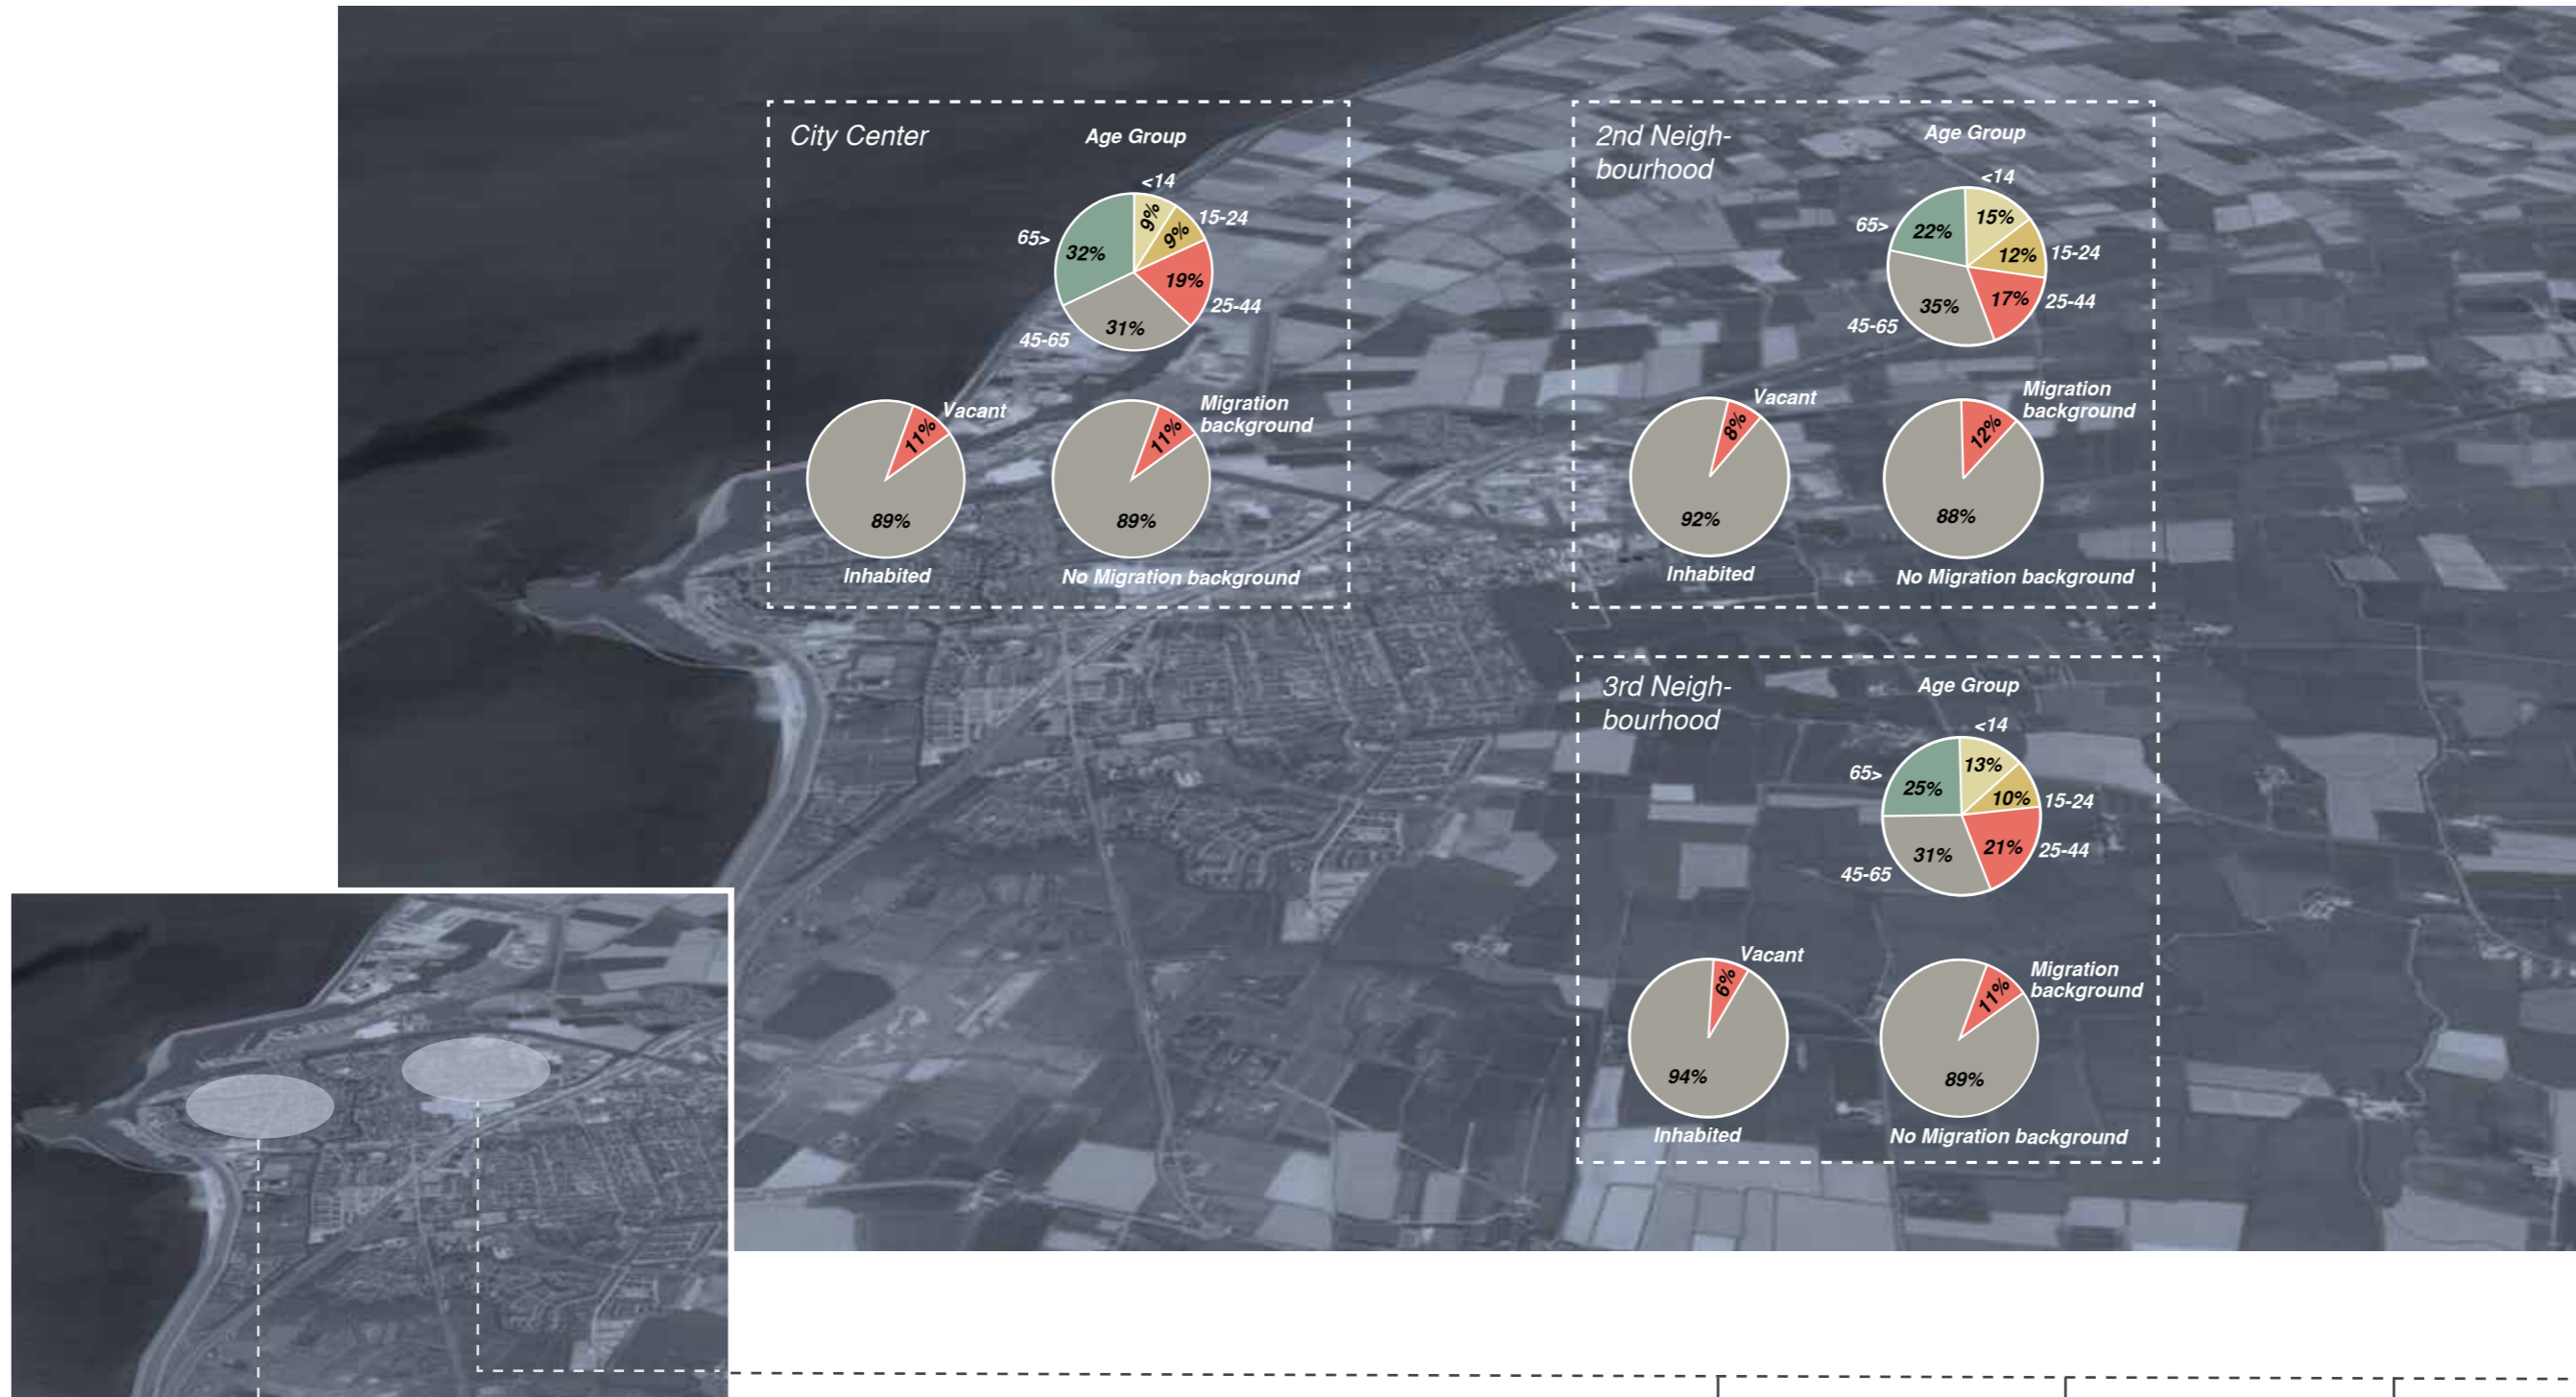 City Center
Age Group
<14
9%
15-24
9%
65>
32%
19%
25-44
31%
45-65
Vacant
11%
89%
Inhabited
Migration
background
11%
89%
No Migration background
2nd Neigh-
bourhood
Age Group
<14
15%
65>
22%
12%
15-24
17%
25-44
35%
45-65
Vacant
8%
92%
Inhabited
Migration
background
12%
88%
No Migration background
3rd Neigh-
bourhood
Age Group
<14
13%
65>
25%
10%
15-24
21%
25-44
31%
45-65
Vacant
6%
94%
Inhabited
Migration
background
11%
89%
No Migration background